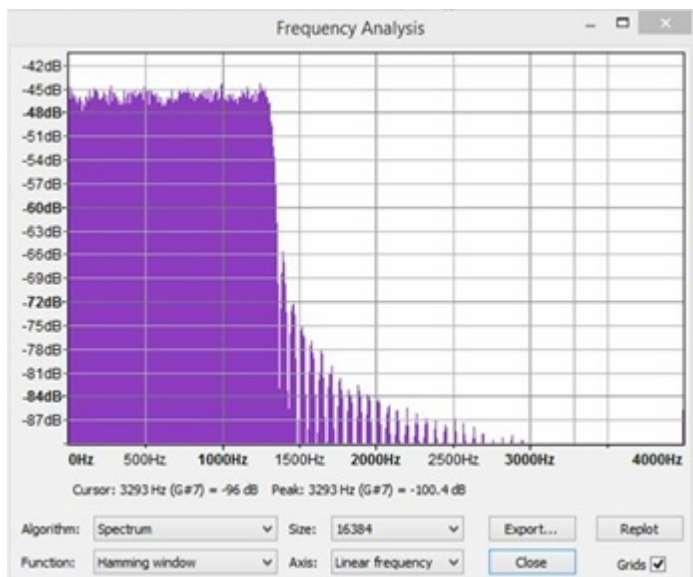 Frequency Analysis
-42dB
-45dB
-48dB
-51dB
-54dB
-57dB
-60dB
-63dB
-66dB
-69dB
-72dB
-75dB
-78dB
-81dB
-84dB
-87dB
0Hz 500Hz 1000Hz 1500Hz 2000Hz 2500Hz 3000Hz 4000Hz
Cursor: 3293 Hz (G#7) = -96 dB Peak: 3293 Hz (G#7) = -100.4 dB
Algorithm: Spectrum Size: 16384 Export... Replot
Function: Hamming window Axis: Linear frequency Close Grids